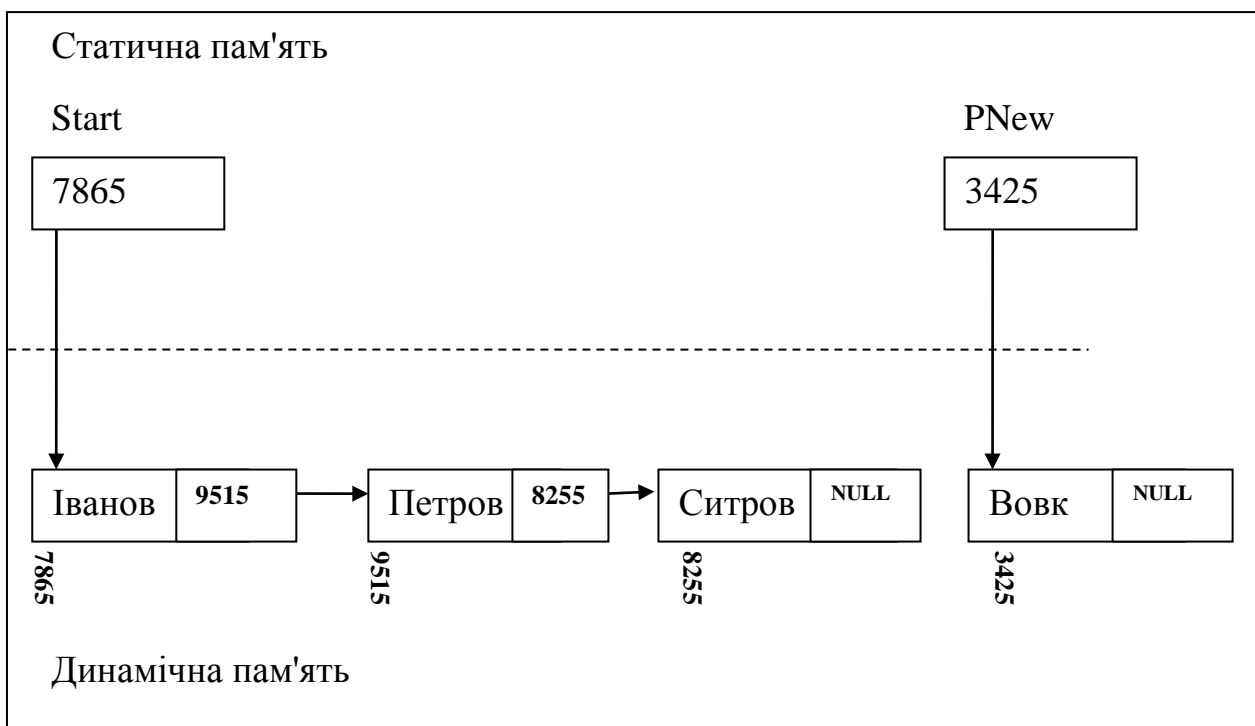 Статична пам'ять
Start PNew
7865 3425
Іванов 9515 Петров 8255 Ситров NULL Вовк NULL
7865 9515 8255 3425
Динамічна пам'ять